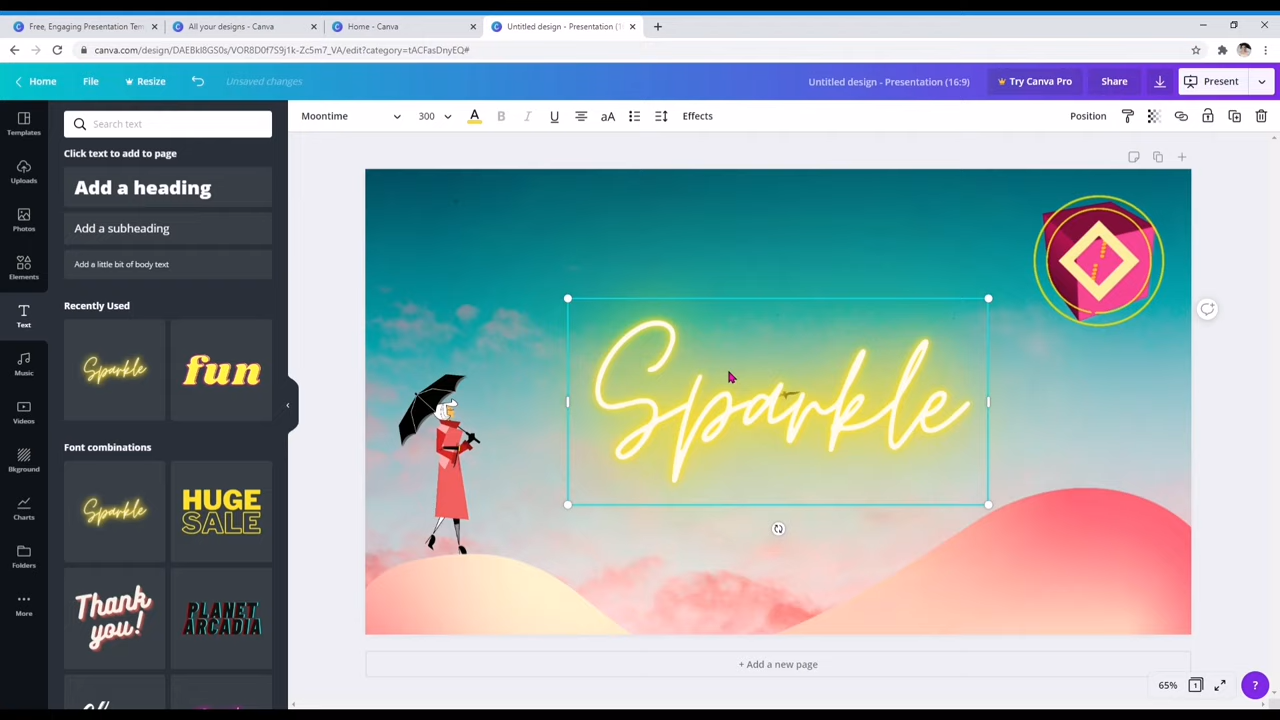 Free, Engaging Presentation Tem
All your designs - Canva
Home - Canva
Untitled design - Presentation (1
canva.com/design/DAEBkl8GS0s/VOR8D0f7S9j1k-Zc5m7_VA/edit?category=tACFasDnyEQ#
Home
File
Resize
Unsaved changes
Untitled design - Presentation (16:9)
Try Canva Pro
Share
Present
Templates
Uploads
Photos
Elements
Text
Music
Videos
Bkground
Charts
Folders
More
Search text
Click text to add to page
Add a heading
Add a subheading
Add a little bit of body text
Recently Used
Sparkle
fun
Font combinations
Sparkle
HUGE
SALE
Thank
you!
PLANET
ARCADIA
Moontime
300
A
B
I
U
aA
Effects
Position
Sparkle
+ Add a new page
65%
1
?